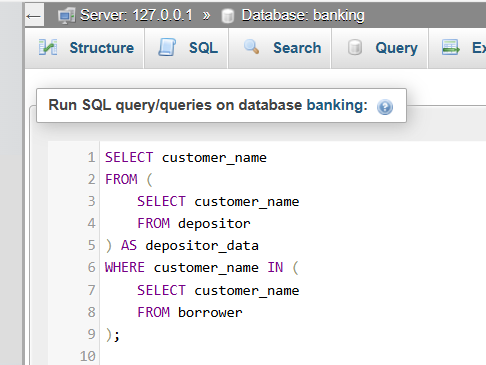 ← Server: 127.0.0.1 » Database: banking
Structure SQL Search Query
Run SQL query/queries on database banking:
1 SELECT customer_name
2 FROM (
3     SELECT customer_name
4     FROM depositor
5 ) AS depositor_data
6 WHERE customer_name IN (
7     SELECT customer_name
8     FROM borrower
9 );
10